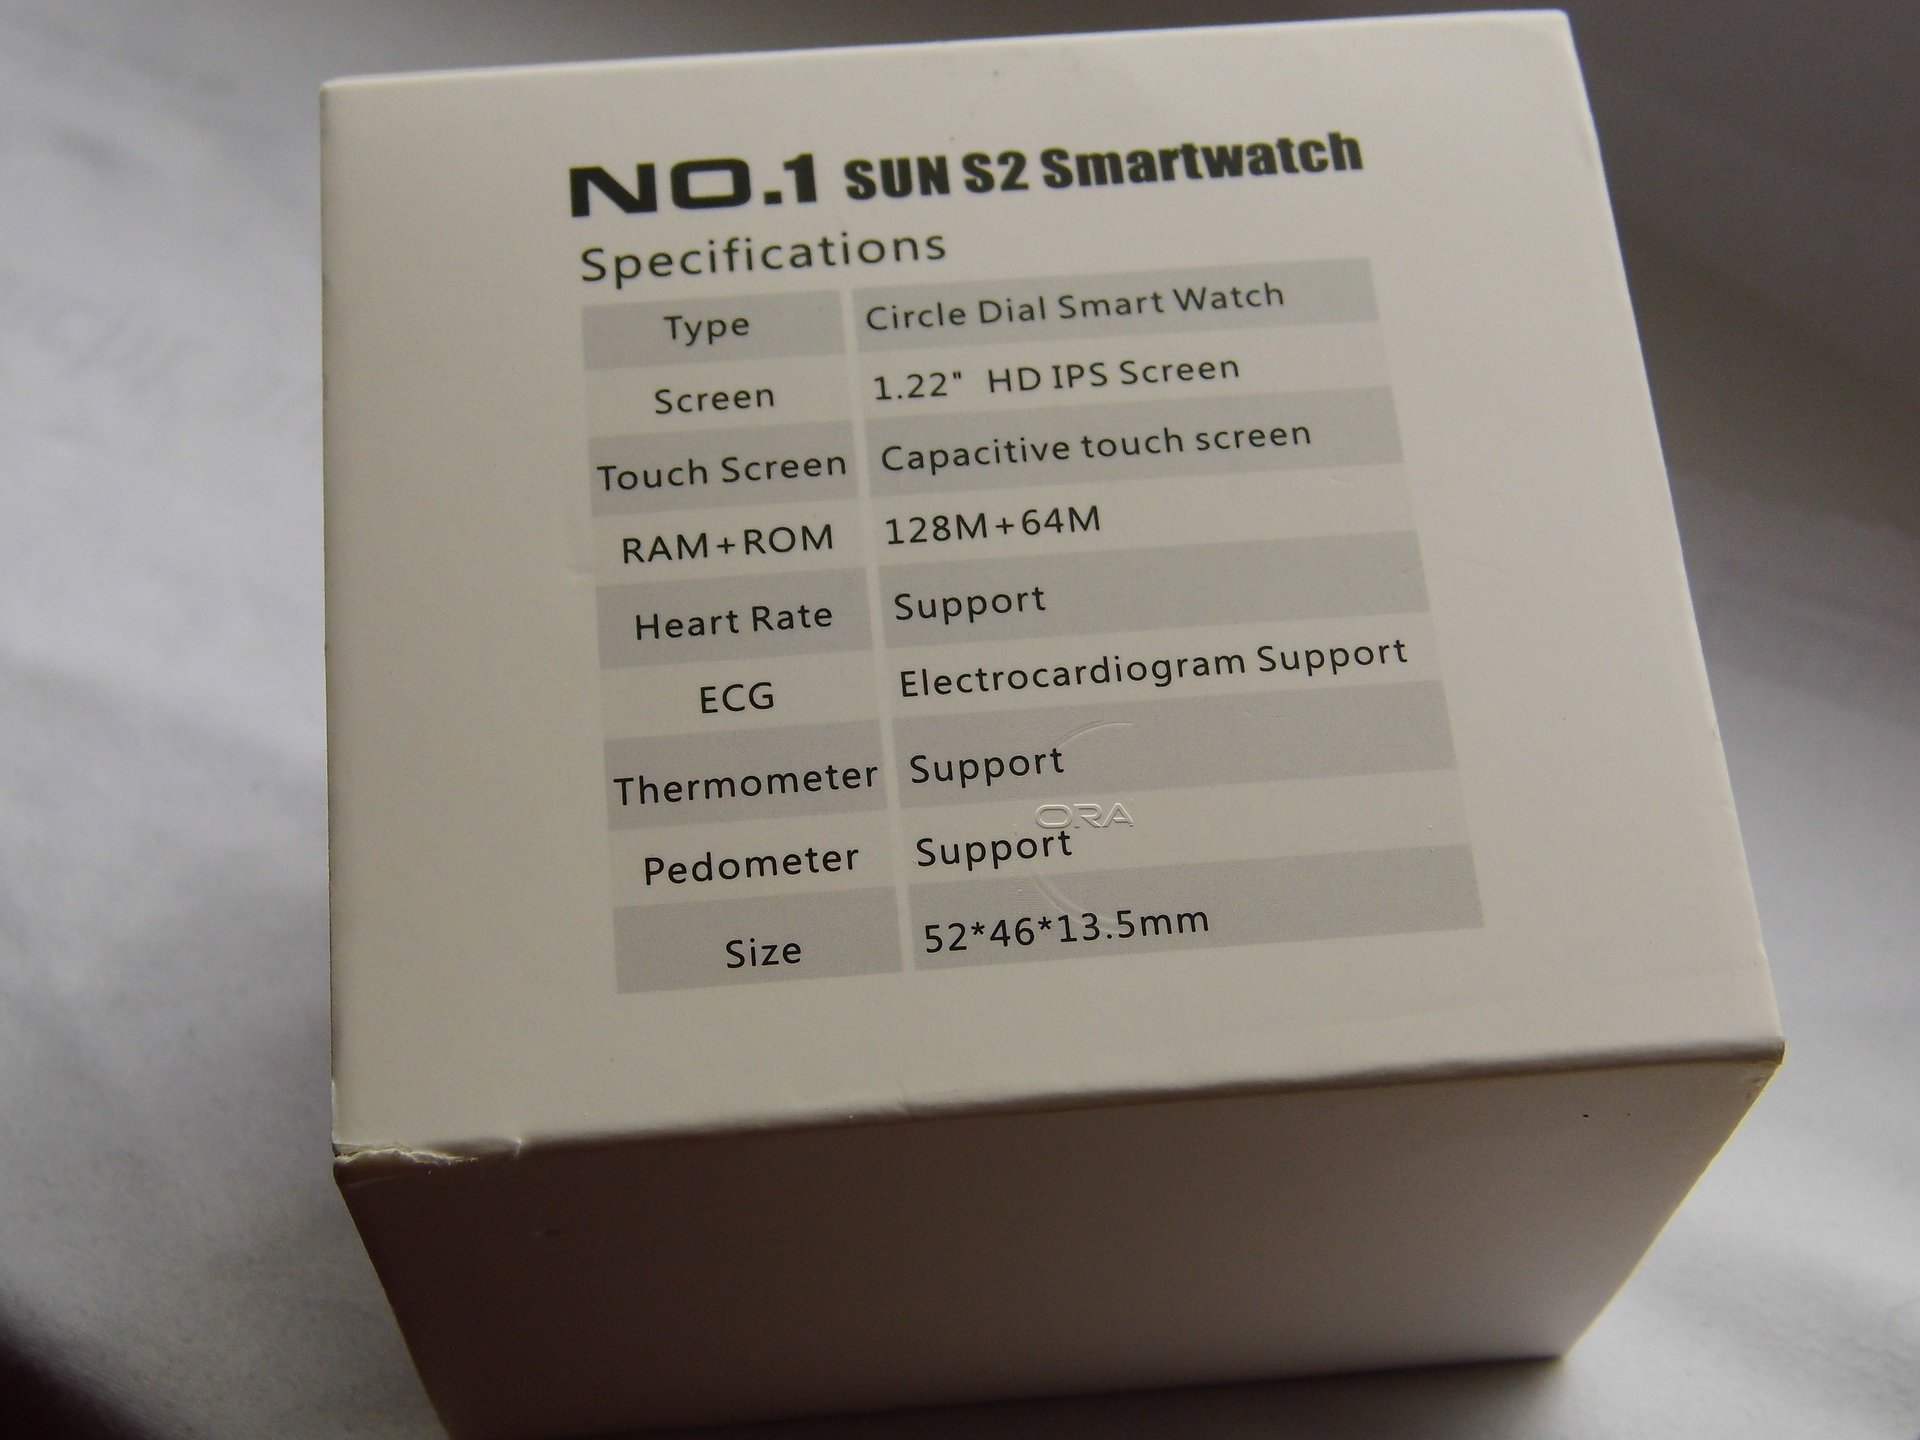 NO.1 SUN S2 Smartwatch
Specifications
Type Circle Dial Smart Watch
Screen 1.22" HD IPS Screen
Touch Screen Capacitive touch screen
RAM+ROM 128M+64M
Heart Rate Support
ECG Electrocardiogram Support
Thermometer Support
ORA
Pedometer Support
Size 52*46*13.5mm